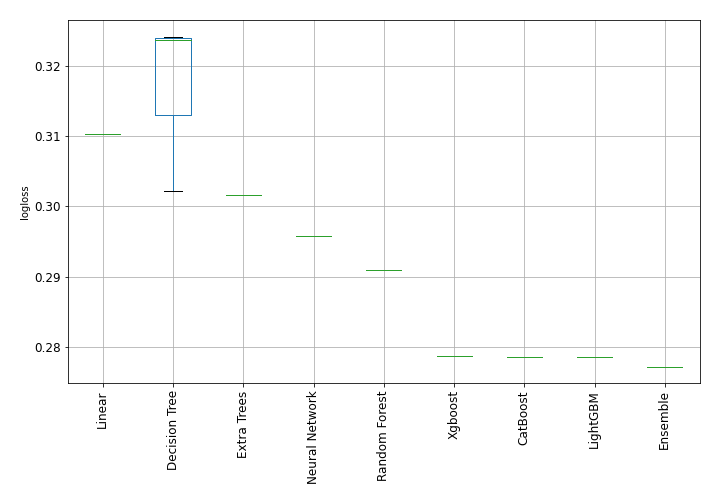 0.32
0.31
0.30
0.29
0.28
logloss
Linear
Decision Tree
Extra Trees
Neural Network
Random Forest
Xgboost
CatBoost
LightGBM
Ensemble